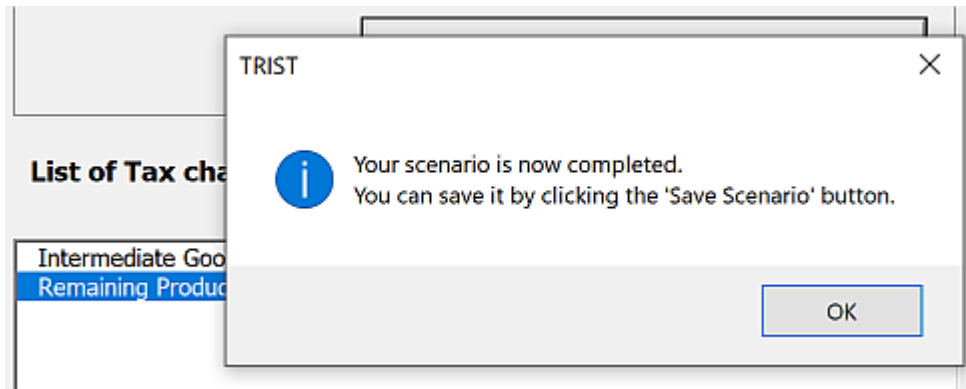 TRIST
Your scenario is now completed.
You can save it by clicking the 'Save Scenario' button.
List of Tax cha
Intermediate Goo
Remaining Produc
OK